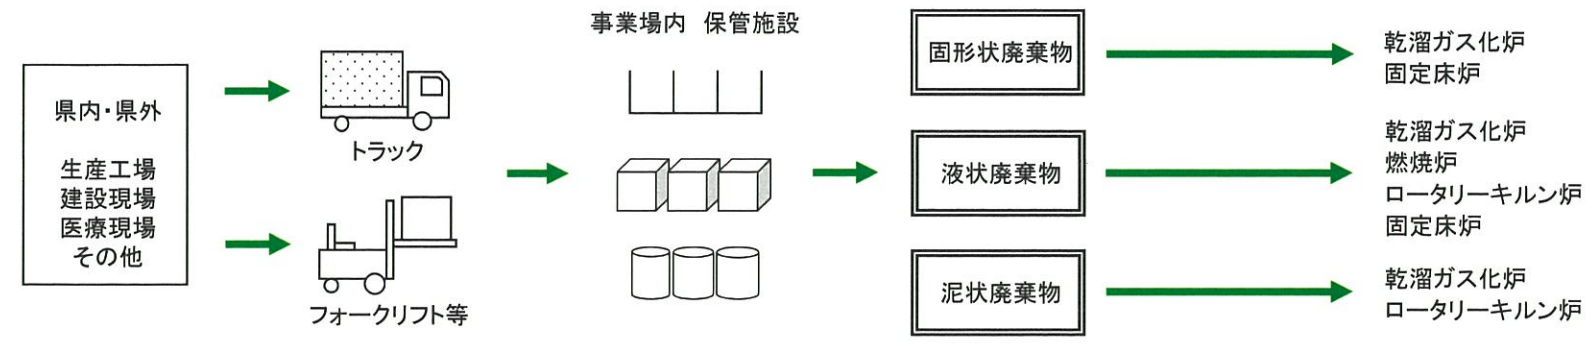 県内・県外
生産工場
建設現場
医療現場
その他
トラック
フォークリフト等
事業場内 保管施設
固形状廃棄物
乾溜ガス化炉
固定床炉
液状廃棄物
乾溜ガス化炉
燃焼炉
ロータリーキルン炉
固定床炉
泥状廃棄物
乾溜ガス化炉
ロータリーキルン炉